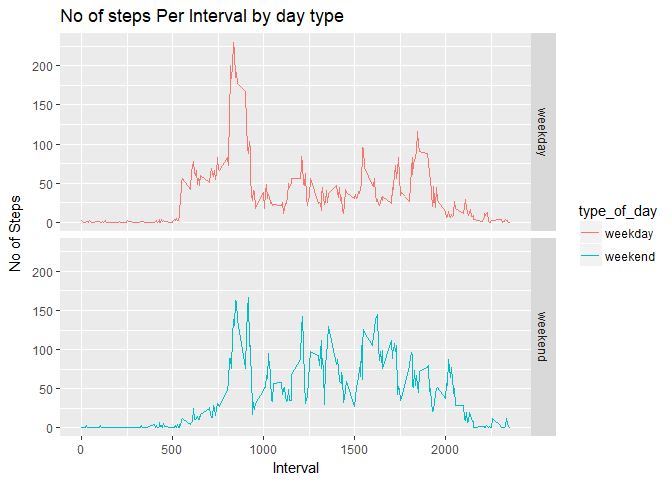 No of steps Per Interval by day type
No of Steps
200
150
100
50
0
weekday
200
150
100
50
0
weekend
0 500 1000 1500 2000
Interval
type_of_day
weekday
weekend